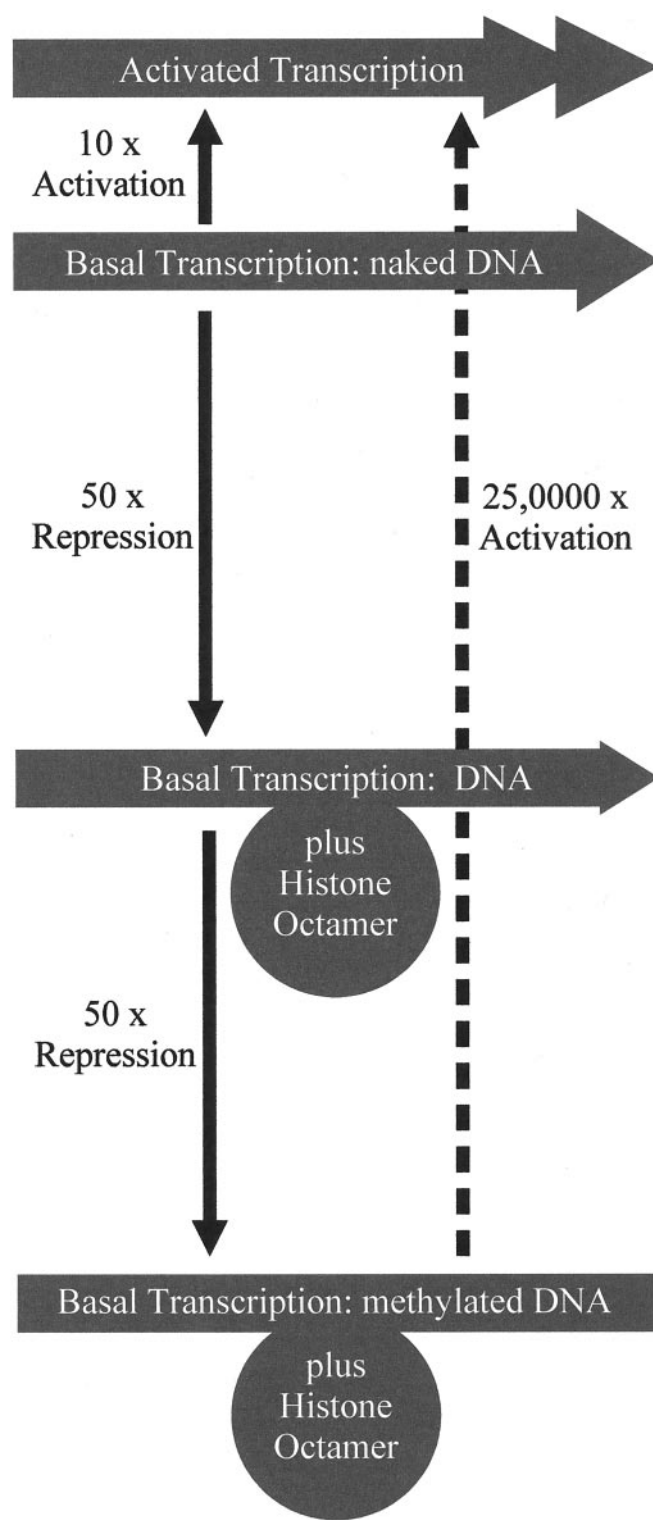 Activated Transcription
10 x
Activation
Basal Transcription: naked DNA
50 x
Repression
25,0000 x
Activation
Basal Transcription: DNA
plus
Histone
Octamer
50 x
Repression
Basal Transcription: methylated DNA
plus
Histone
Octamer